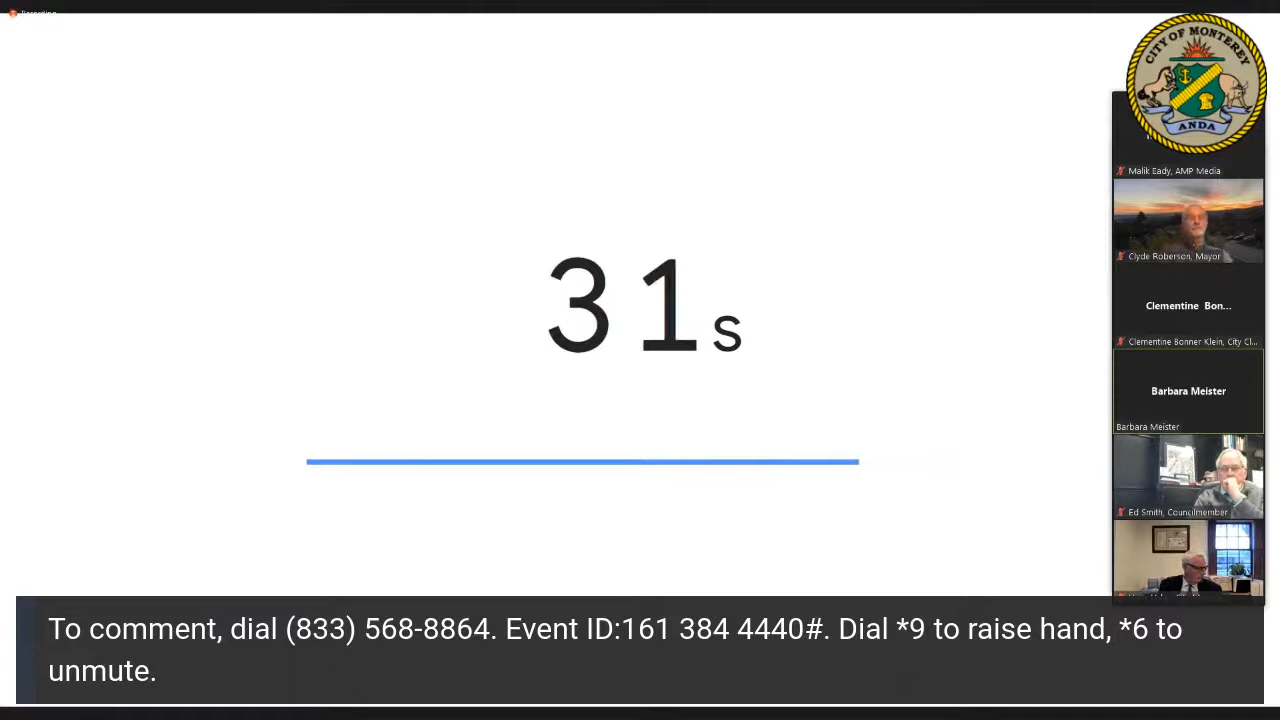 Recording
CITY OF MONTEREY
ANDA
Malik Eady, AMP Media
Clyde Roberson, Mayor
Clementine Bon...
Clementine Bonner Klein, City Cl...
Barbara Meister
Barbara Meister
Ed Smith, Councilmember
31s
To comment, dial (833) 568-8864. Event ID:161 384 4440#. Dial *9 to raise hand, *6 to
unmute.